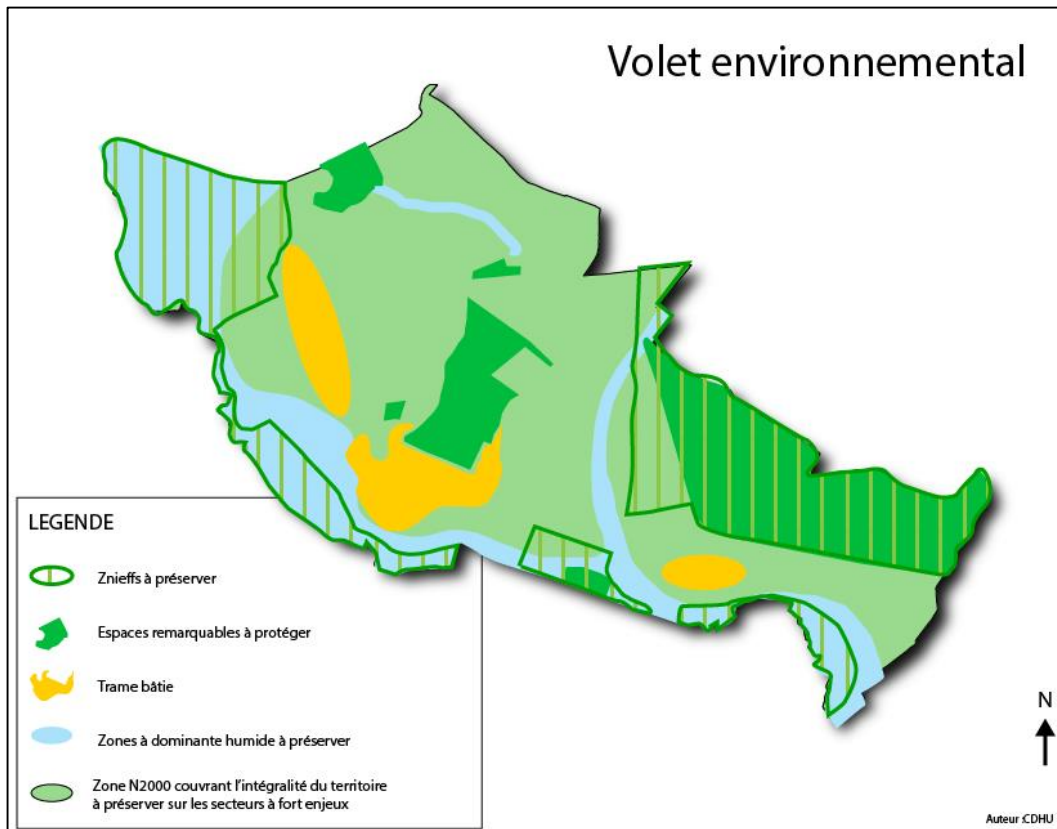 Volet environnemental
LEGENDE
Znieffs à préserver
Espaces remarquables à protéger
Trame bâtie
Zones à dominante humide à préserver
Zone N2000 couvrant l'intégralité du territoire
à préserver sur les secteurs à fort enjeux
N
Auteur :CDHU